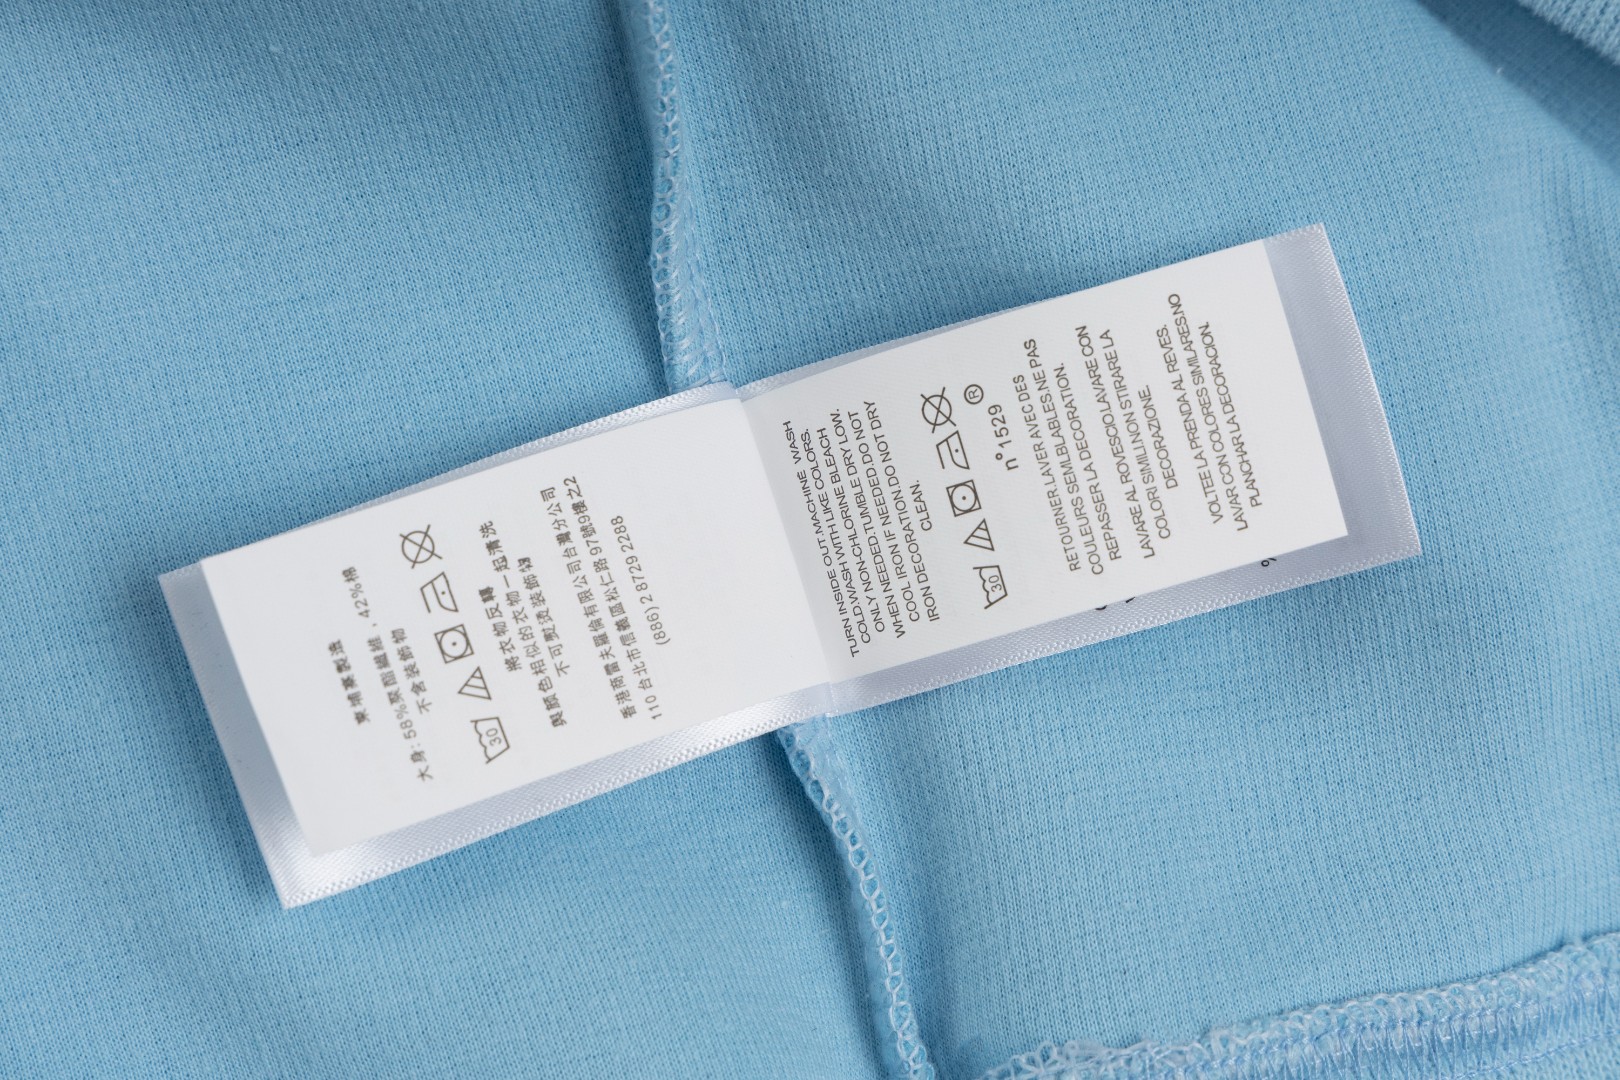 柬埔寨製造
大身: 58%聚酯纖維，42%棉
不含裝飾物
30
將衣物反轉
與顏色相似的衣物一起清洗
不可熨燙裝飾物
香港商雷夫羅倫有限公司台灣分公司
110台北市信義區松仁路97號9樓之2
(886) 2 8729 2288
TURN INSIDE OUT.MACHINE WASH
COLD.WASH WITH LIKE COLORS.
ONLY NON-CHLORINE BLEACH
WHEN NEEDED.TUMBLE DRY LOW.
COOL IRON IF NEEDED.DO NOT
IRON DECORATION.DO NOT DRY
CLEAN.
30
n° 1529 ®
RETOURNER.LAVER AVEC DES
COULEURS SEMBLABLES.NE PAS
REPASSER LA DECORATION.
LAVARE AL ROVESCIO.LAVARE CON
COLORI SIMILI.NON STIRARE LA
DECORAZIONE.
VOLTEE LA PRENDA AL REVES.
LAVAR CON COLORES SIMILARES.NO
PLANCHAR LA DECORACION.
%